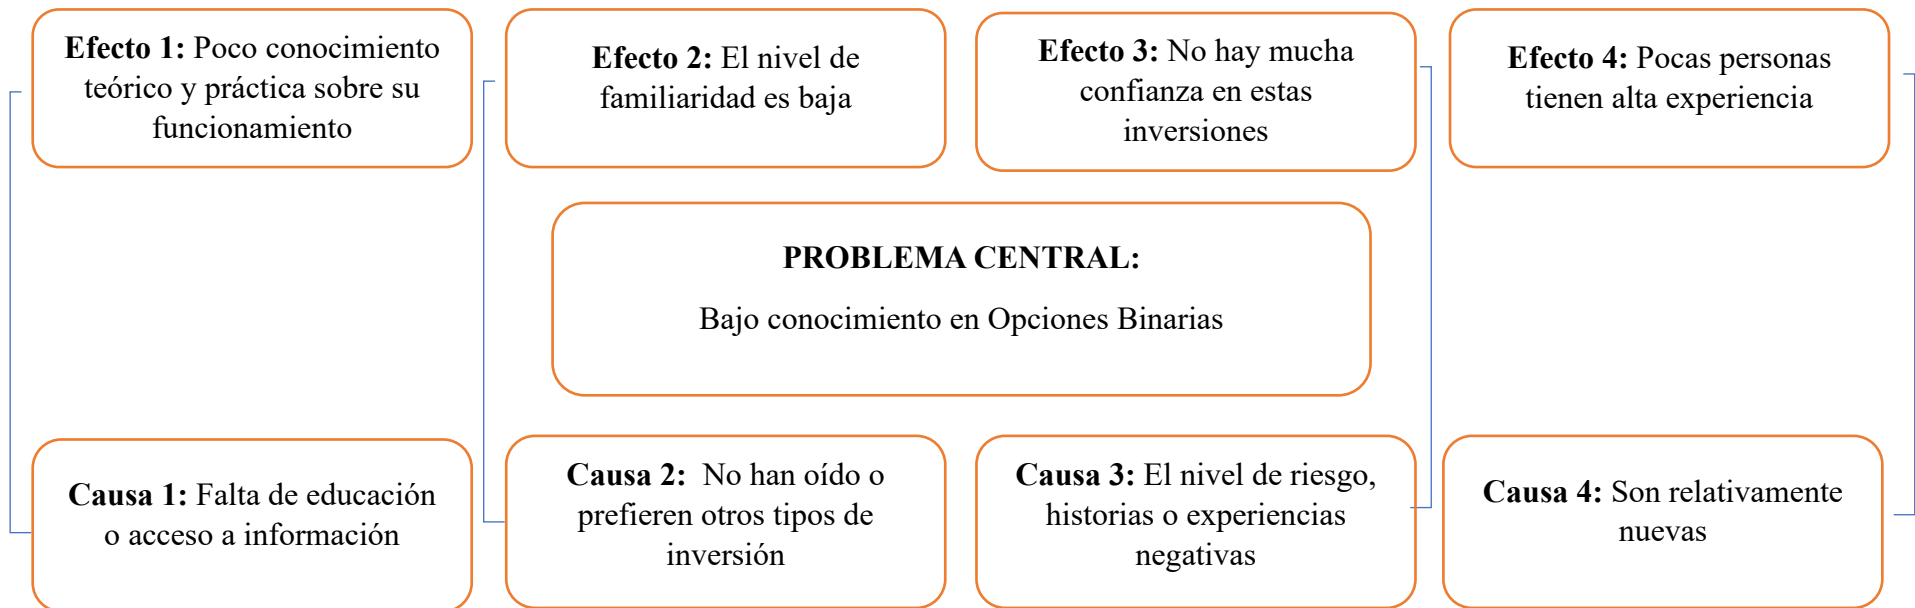 Efecto 1: Poco conocimiento
teórico y práctica sobre su
funcionamiento
Efecto 2: El nivel de
familiaridad es baja
Efecto 3: No hay mucha
confianza en estas
inversiones
Efecto 4: Pocas personas
tienen alta experiencia
PROBLEMA CENTRAL:
Bajo conocimiento en Opciones Binarias
Causa 1: Falta de educación
o acceso a información
Causa 2: No han oído o
prefieren otros tipos de
inversión
Causa 3: El nivel de riesgo,
historias o experiencias
negativas
Causa 4: Son relativamente
nuevas